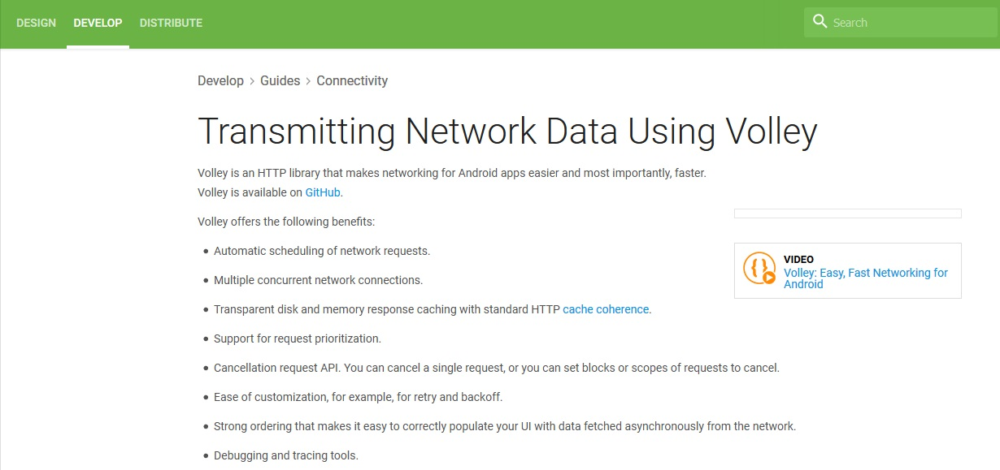 DESIGN DEVELOP DISTRIBUTE Search
Develop > Guides > Connectivity
Transmitting Network Data Using Volley
Volley is an HTTP library that makes networking for Android apps easier and most importantly, faster.
Volley is available on GitHub.
Volley offers the following benefits:
• Automatic scheduling of network requests.
• Multiple concurrent network connections.
• Transparent disk and memory response caching with standard HTTP cache coherence.
• Support for request prioritization.
• Cancellation request API. You can cancel a single request, or you can set blocks or scopes of requests to cancel.
• Ease of customization, for example, for retry and backoff.
• Strong ordering that makes it easy to correctly populate your UI with data fetched asynchronously from the network.
• Debugging and tracing tools.
VIDEO
Volley: Easy, Fast Networking for
Android